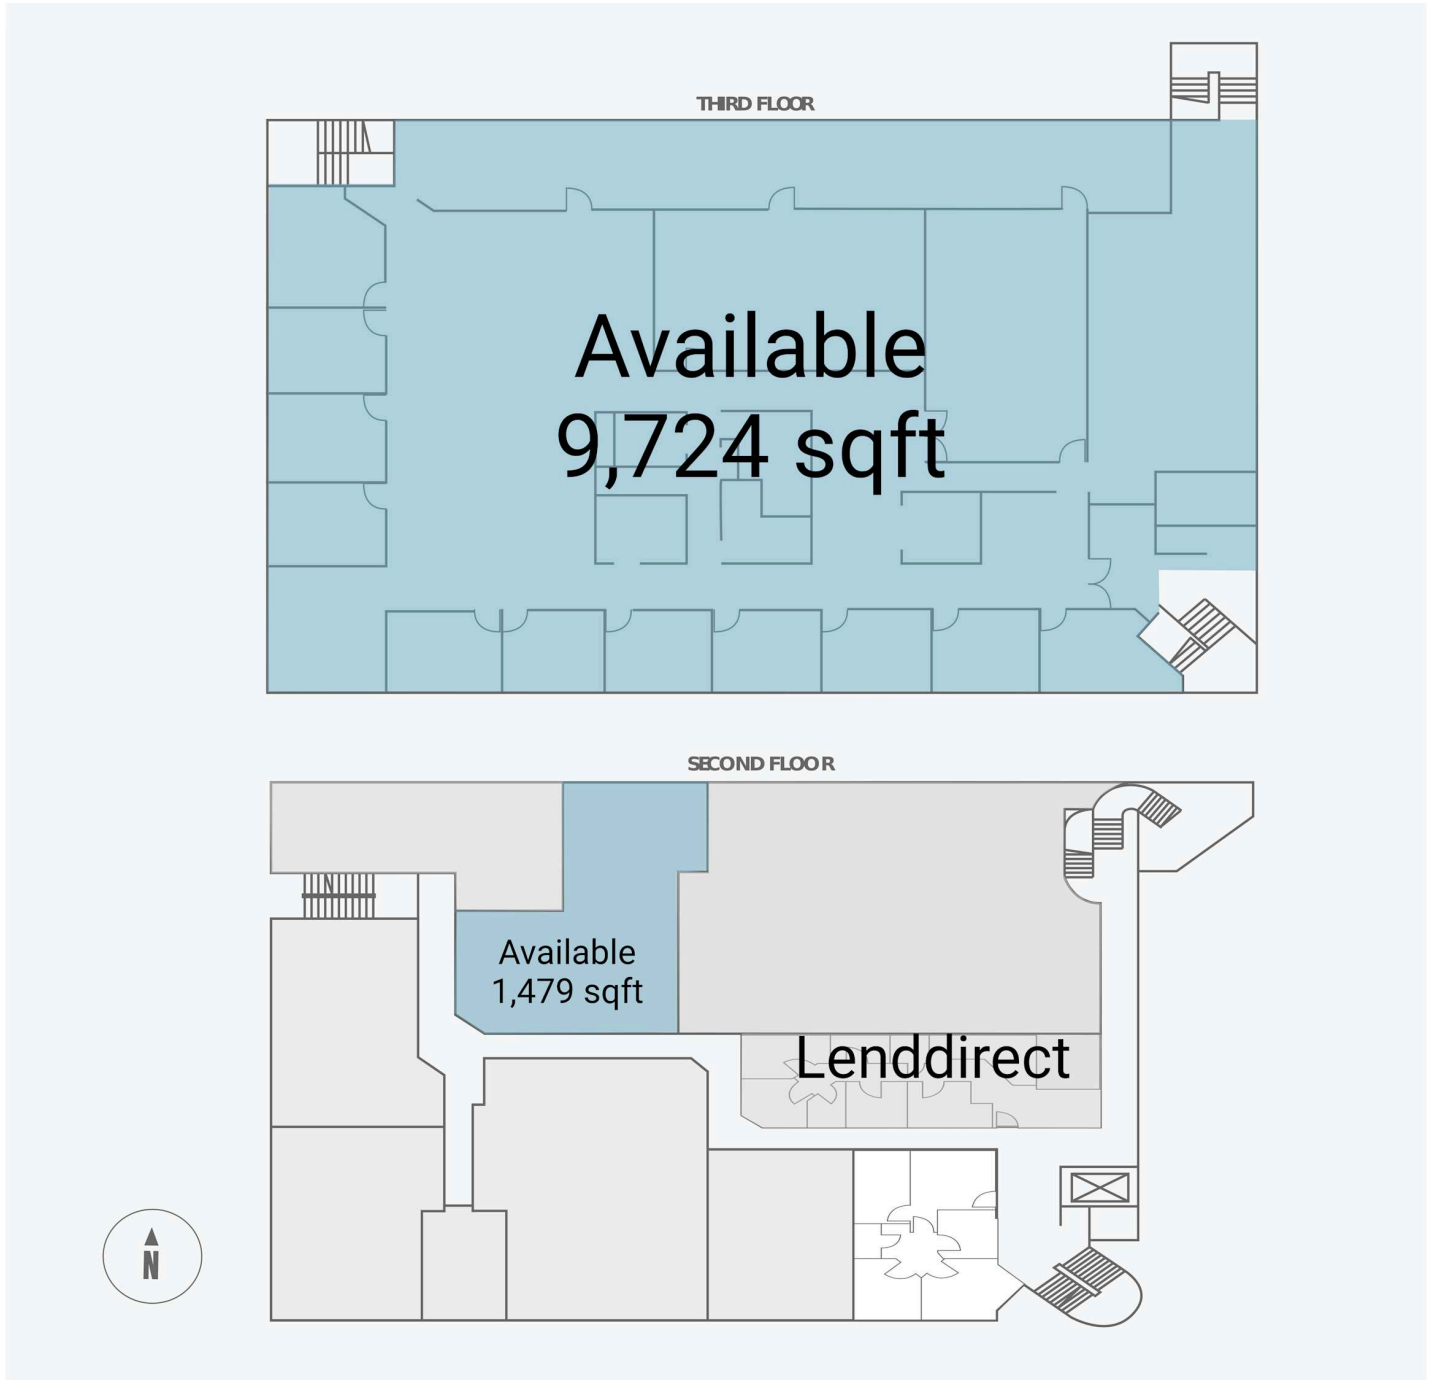 THIRD FLOOR
Available
9,724 sqft
SECOND FLOOR
Available
1,479 sqft
Lenddirect
N